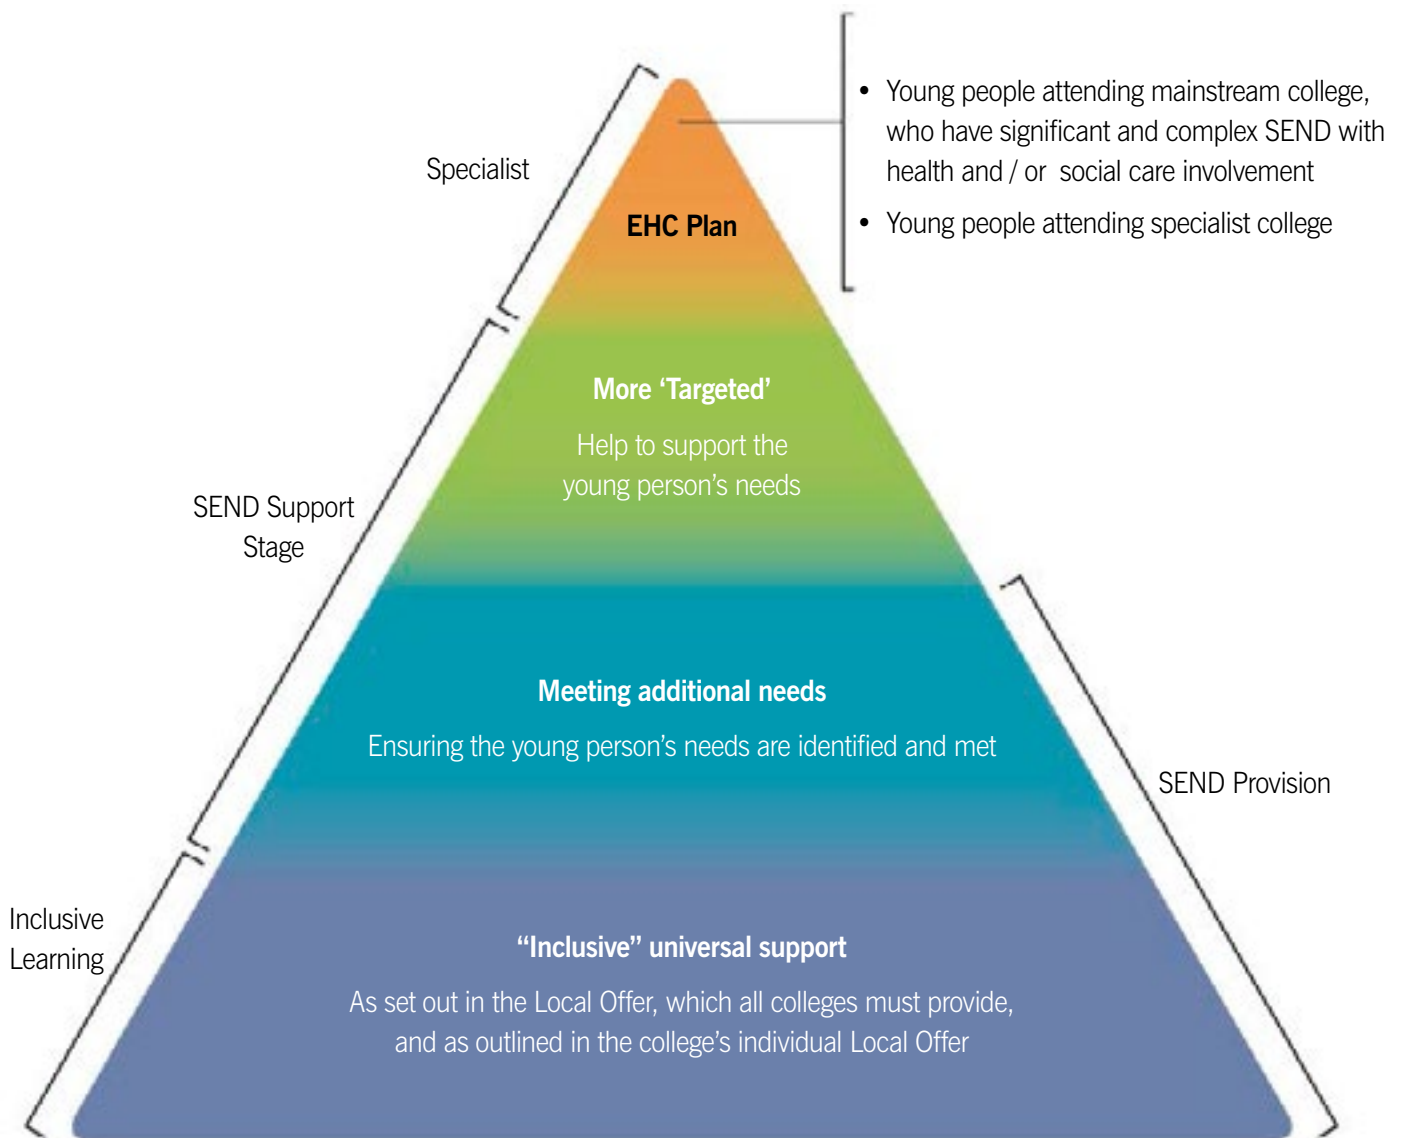 • Young people attending mainstream college,
who have significant and complex SEND with
health and / or social care involvement
• Young people attending specialist college
Specialist
EHC Plan
More ‘Targeted’
Help to support the
young person’s needs
SEND Support
Stage
Meeting additional needs
Ensuring the young person’s needs are identified and met
SEND Provision
Inclusive
Learning
“Inclusive” universal support
As set out in the Local Offer, which all colleges must provide,
and as outlined in the college’s individual Local Offer